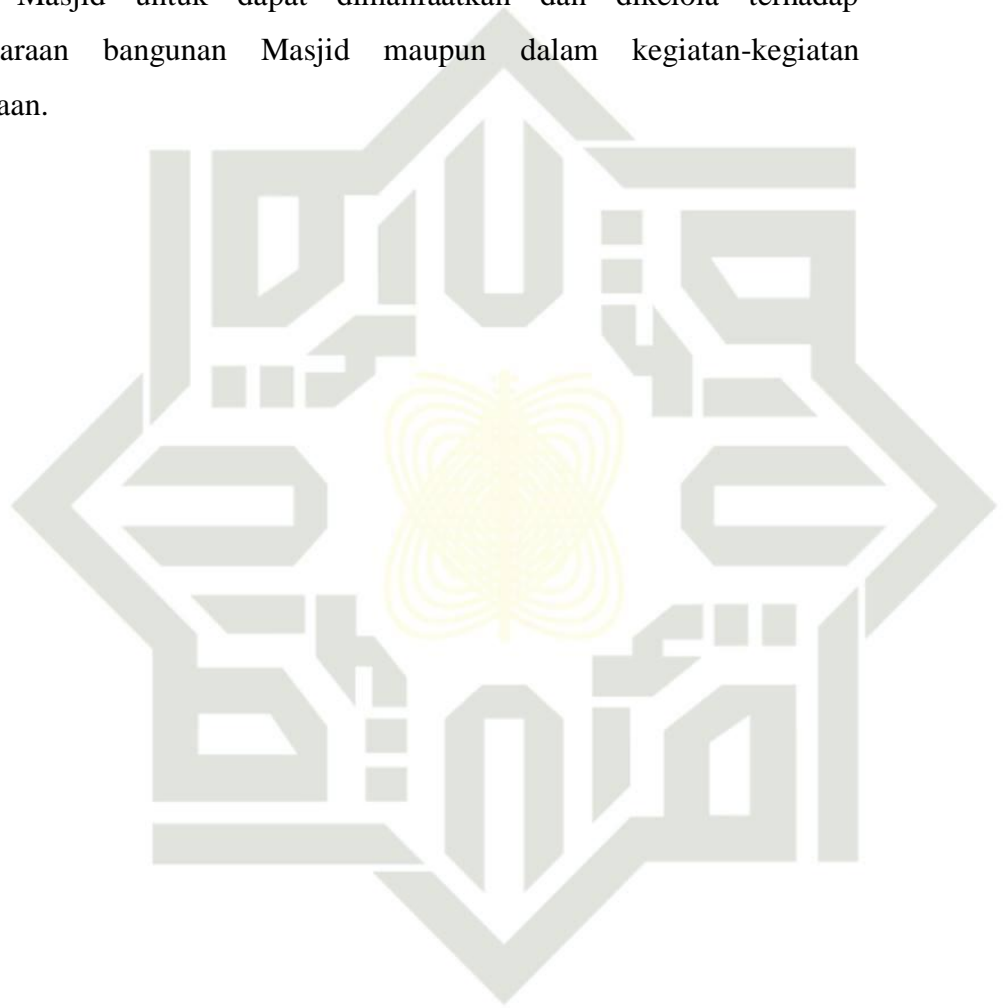 Masjid untuk dapat dimanfaatkan dan dikelola terhadap
araan bangunan Masjid maupun dalam kegiatan-kegiatan
aan.